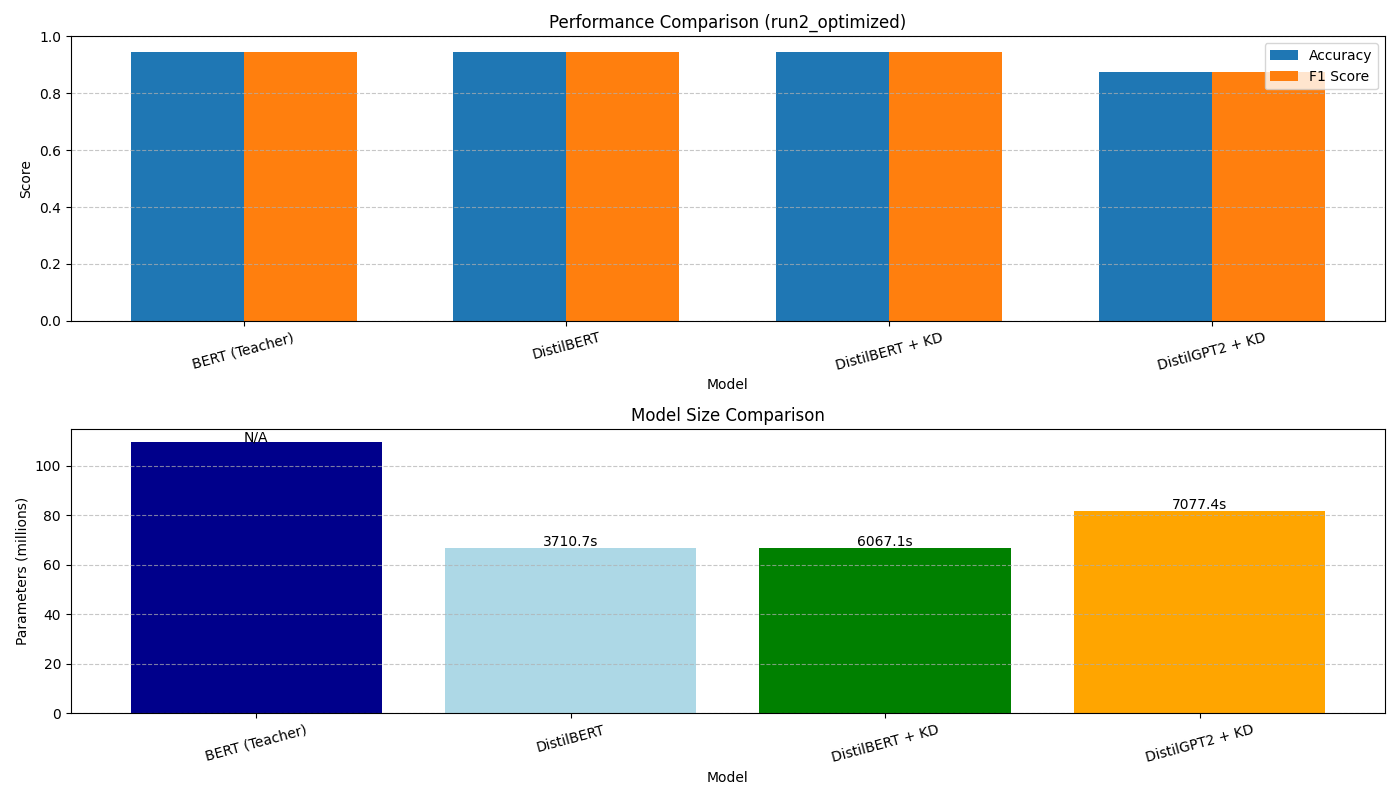 Performance Comparison (run2_optimized)
1.0
0.8
0.6
0.4
0.2
0.0
Score
Accuracy
F1 Score
BERT (Teacher)
DistilBERT
DistilBERT + KD
DistilGPT2 + KD
Model
Model Size Comparison
100
80
60
40
20
0
Parameters (millions)
N/A
3710.7s
6067.1s
7077.4s
BERT (Teacher)
DistilBERT
DistilBERT + KD
DistilGPT2 + KD
Model